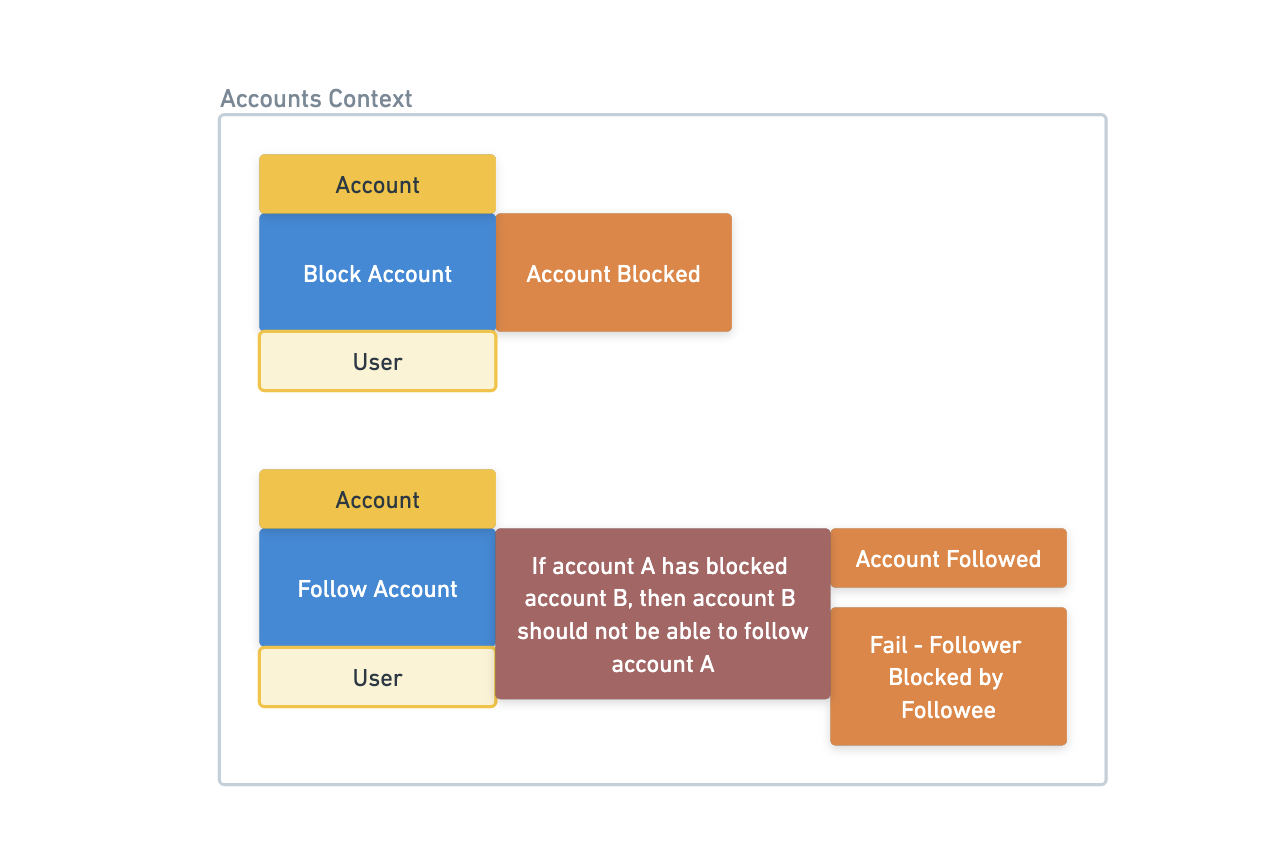 Accounts Context
Account
Block Account
Account Blocked
User
Account
Follow Account
User
If account A has blocked
account B, then account B
should not be able to follow
account A
Account Followed
Fail - Follower
Blocked by
Followee